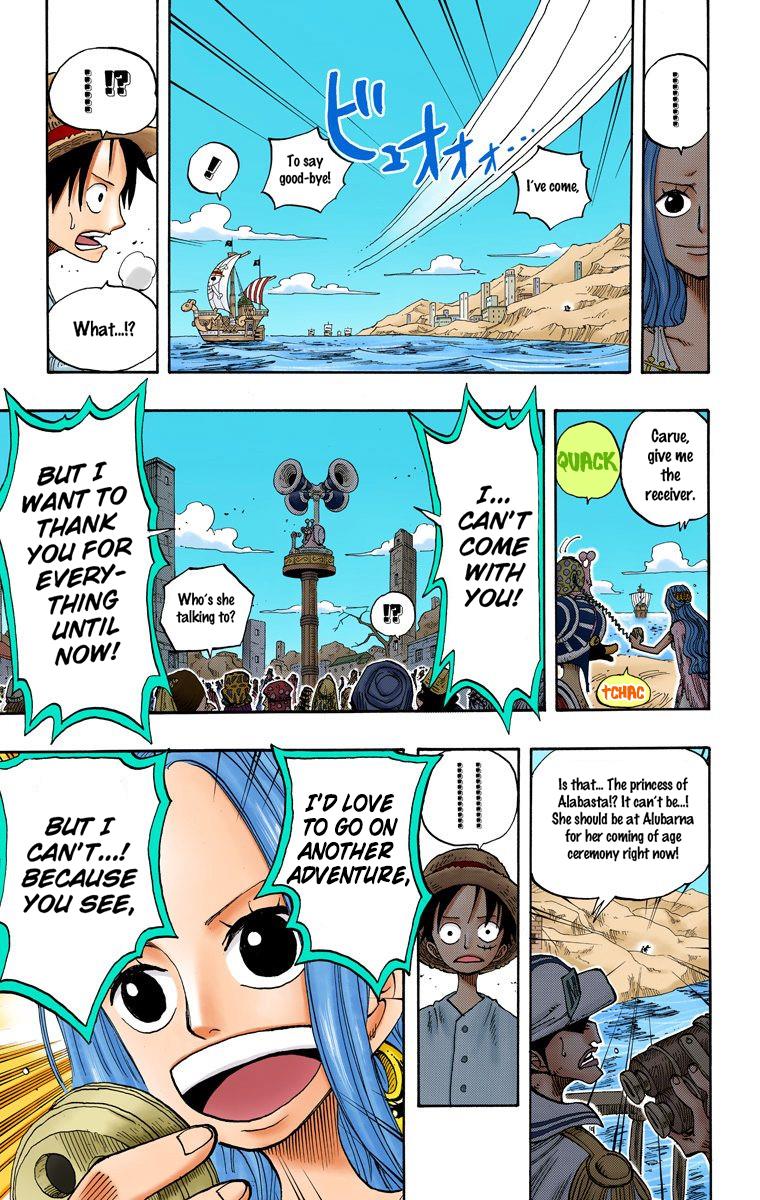 .........
I've come,
To say
good-bye!
!
ビュオオォォ...
...... !?
What...!?
Carue,
give me
the
receiver.
QUACK
tCHAC
I...
CAN'T
COME
WITH
YOU!
!?
Who's she
talking to?
BUT I
WANT TO
THANK
YOU FOR
EVERY-
THING
UNTIL
NOW!
Is that... The princess of
Alabasta!? It can't be...!
She should be at Alubarna
for her coming of age
ceremony right now!
!!!
I'D LOVE
TO GO ON
ANOTHER
ADVENTURE,
BUT I
CAN'T...!
BECAUSE
YOU SEE,